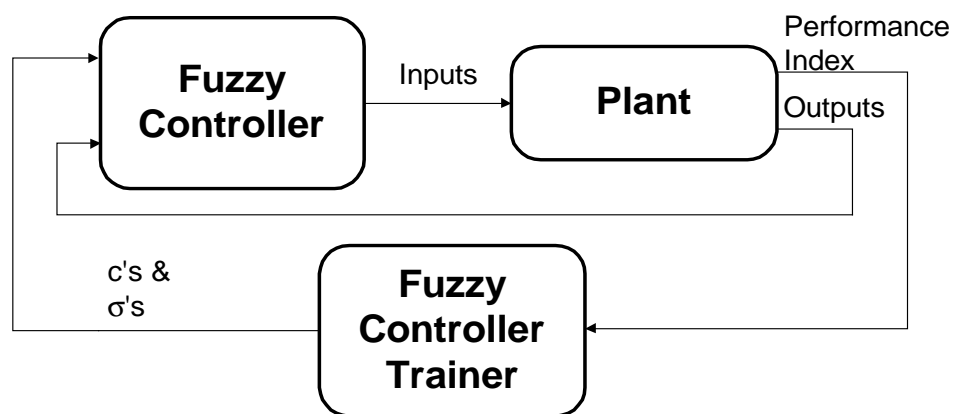 Performance
Index
Fuzzy
Controller
Inputs
Plant
Outputs
c's &
σ's
Fuzzy
Controller
Trainer